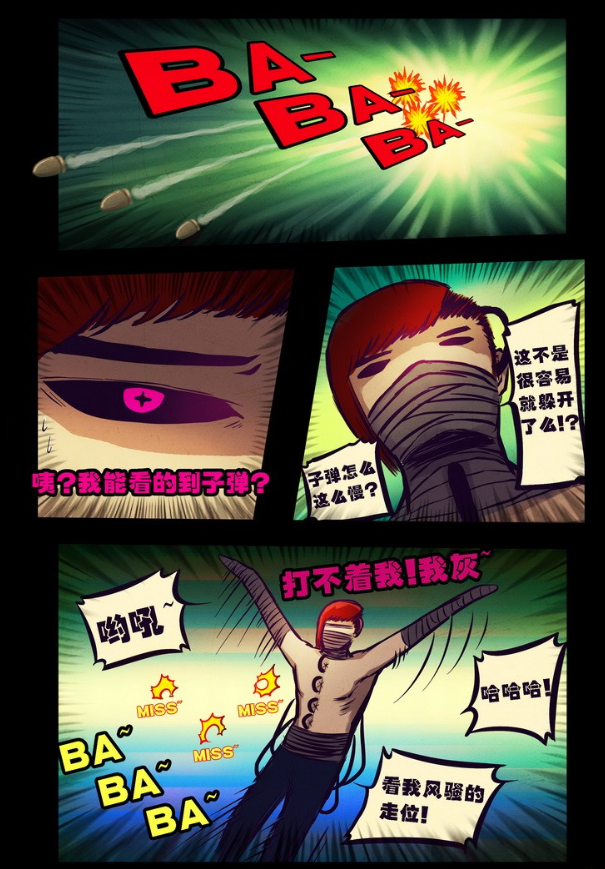 BA-
BA-
BA-
咦?我能看的到子弹?
这不是
很容易
就躲开
了么!?
子弹怎么
这么慢?
打不着我!我灰~
哟吼~
MISS"
MISS"
MISS"
哈哈哈!
BA~
BA~
BA~
看我风骚的
走位!